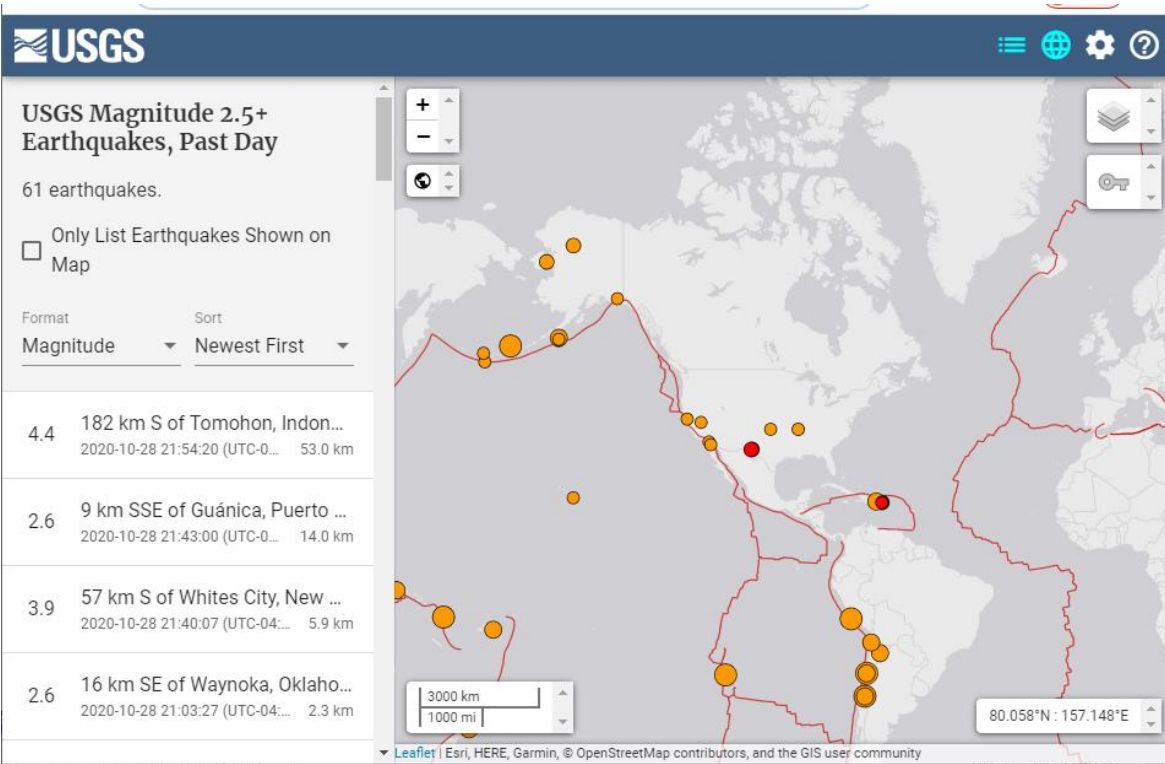 USGS
USGS Magnitude 2.5+
Earthquakes, Past Day
61 earthquakes.
Only List Earthquakes Shown on
Map
Format
Sort
Magnitude
Newest First
4.4
182 km S of Tomohon, Indon...
2020-10-28 21:54:20 (UTC-0... 53.0 km
2.6
9 km SSE of Guánica, Puerto ...
2020-10-28 21:43:00 (UTC-0... 14.0 km
3.9
57 km S of Whites City, New ...
2020-10-28 21:40:07 (UTC-04:... 5.9 km
2.6
16 km SE of Waynoka, Oklaho...
2020-10-28 21:03:27 (UTC-04:... 2.3 km
+
−
3000 km
1000 mi
80.058°N : 157.148°E
Leaflet | Esri, HERE, Garmin, © OpenStreetMap contributors, and the GIS user community